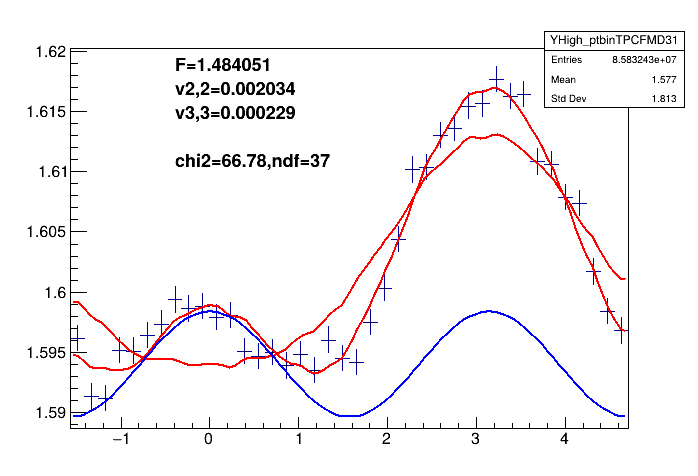 YHigh_ptbinTPCFMD31
Entries 8.583243e+07
Mean 1.577
Std Dev 1.813
F=1.484051
v2,2=0.002034
v3,3=0.000229
chi2=66.78,ndf=37
1.62
1.615
1.61
1.605
1.6
1.595
1.59
−1 0 1 2 3 4